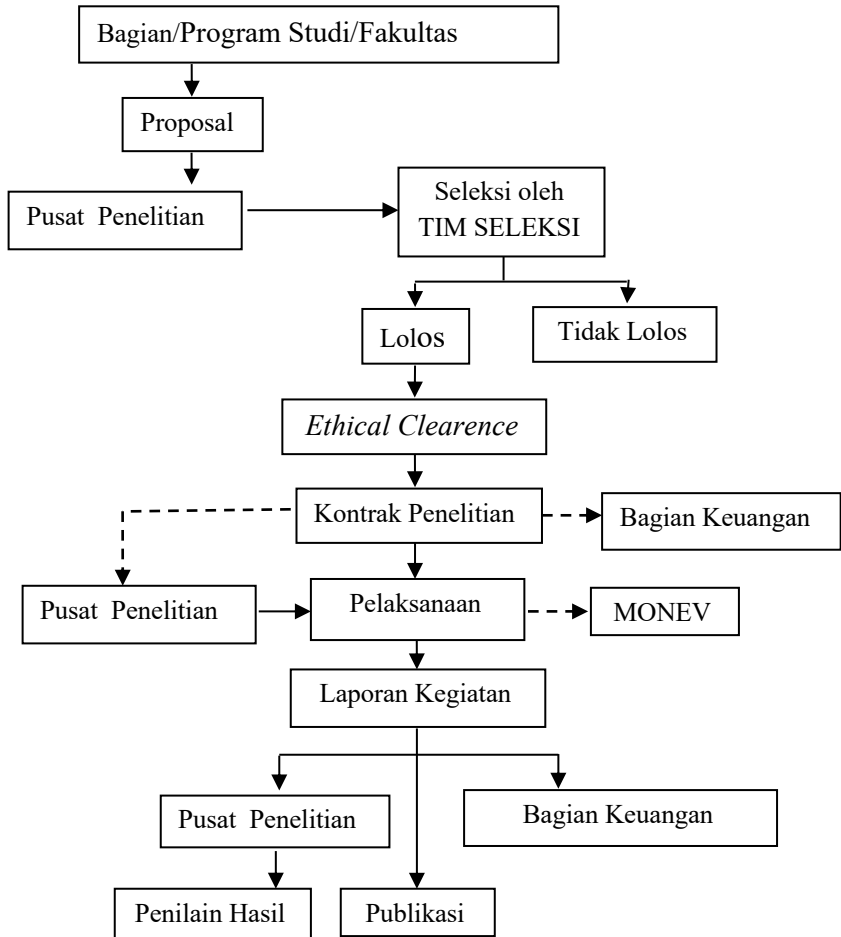 Bagian/Program Studi/Fakultas
Proposal
Pusat Penelitian
Seleksi oleh
TIM SELEKSI
Lolos
Tidak Lolos
Ethical Clearence
Kontrak Penelitian
Bagian Keuangan
Pusat Penelitian
Pelaksanaan
MONEV
Laporan Kegiatan
Pusat Penelitian
Bagian Keuangan
Penilain Hasil
Publikasi